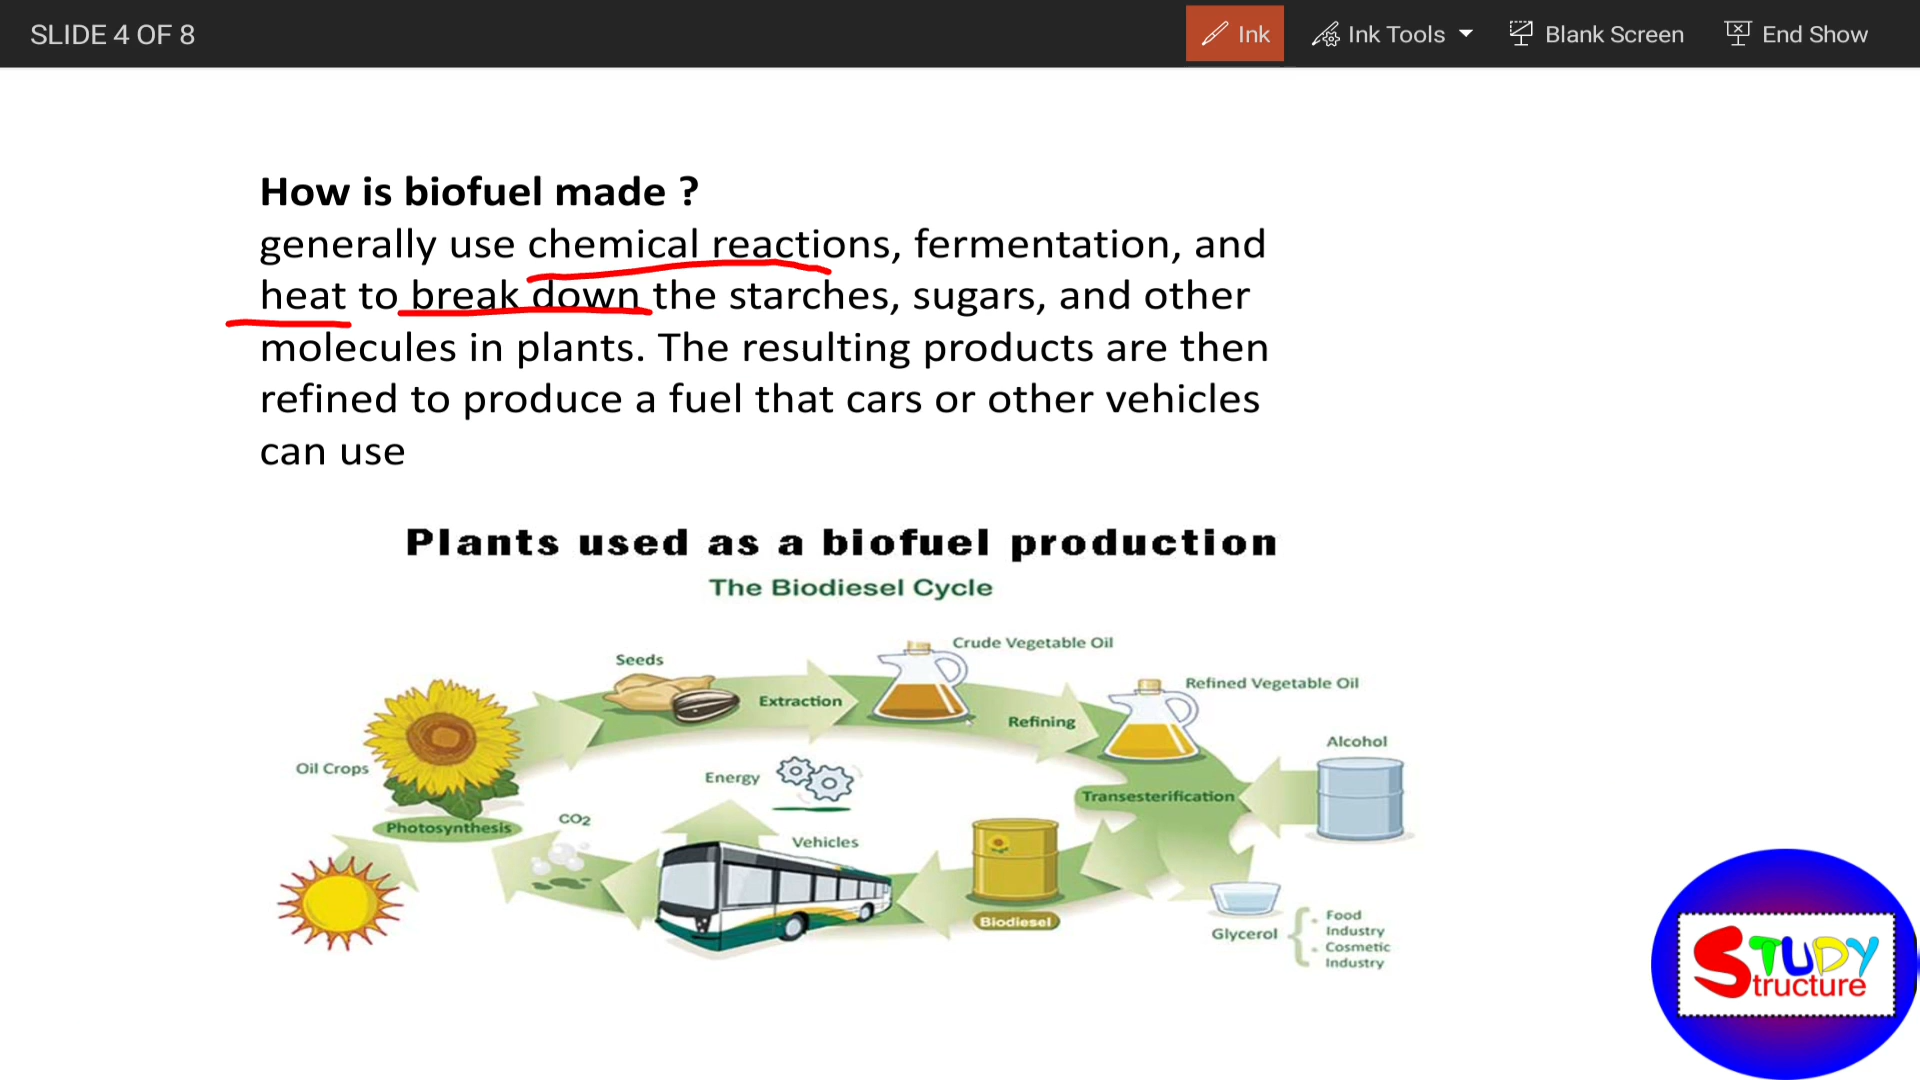 SLIDE 4 OF 8
Ink
Ink Tools
Blank Screen
End Show
How is biofuel made ?
generally use chemical reactions, fermentation, and
heat to break down the starches, sugars, and other
molecules in plants. The resulting products are then
refined to produce a fuel that cars or other vehicles
can use
Plants used as a biofuel production
The Biodiesel Cycle
Crude Vegetable Oil
Seeds
Refined Vegetable Oil
Extraction
Refining
Alcohol
Oil Crops
Energy
Transesterification
CO2
Photosynthesis
Vehicles
Biodiesel
Glycerol
Food
Industry
Cosmetic
Industry
STUDY
Structure